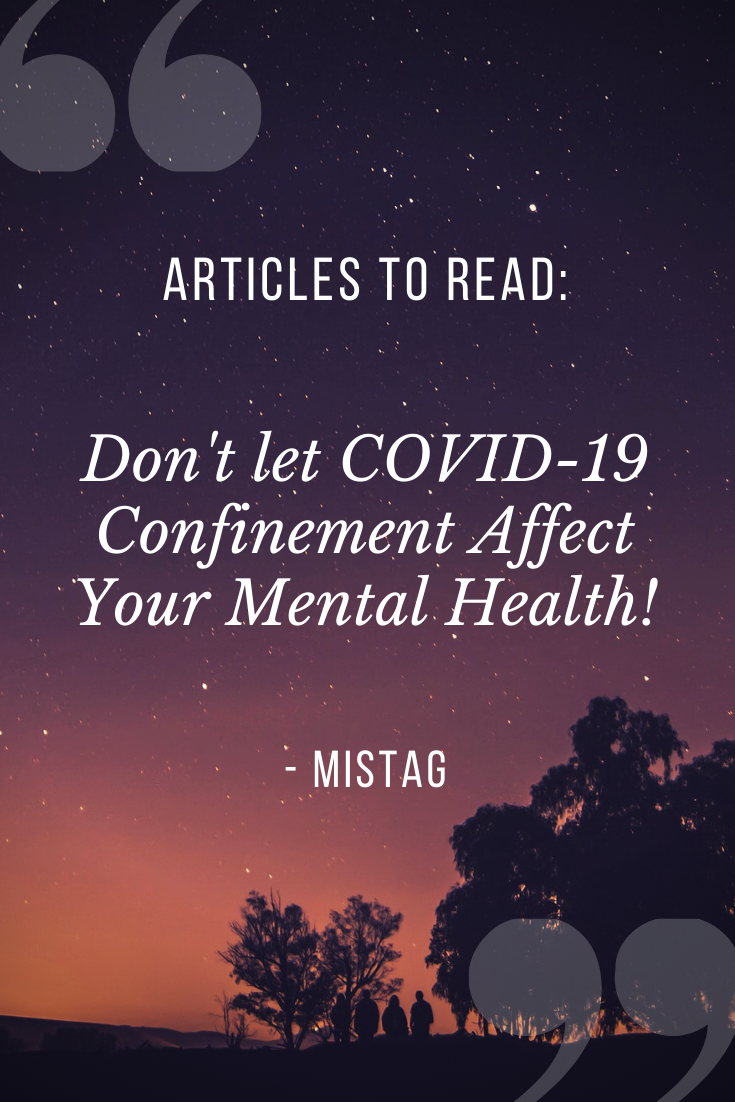 ARTICLES TO READ:
Don't let COVID-19
Confinement Affect
Your Mental Health!
- MISTAG